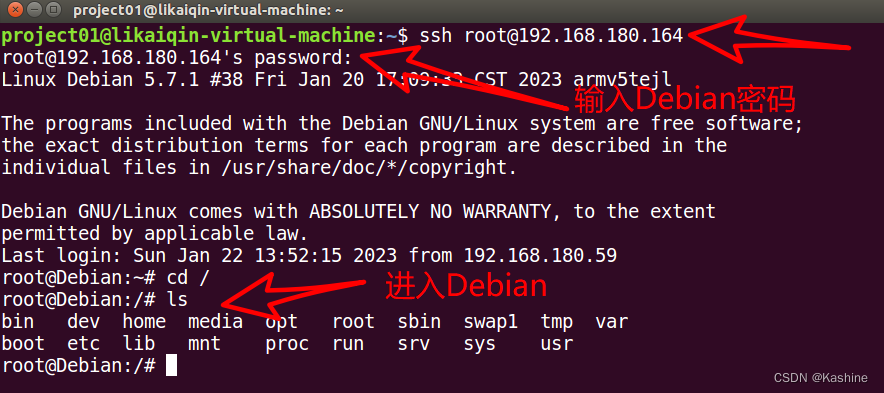 project01@likaiqin-virtual-machine: ~
project01@likaiqin-virtual-machine:~$ ssh root@192.168.180.164
root@192.168.180.164's password:
Linux Debian 5.7.1 #38 Fri Jan 20 17:09:33 CST 2023 armv5tejl
输入Debian密码
The programs included with the Debian GNU/Linux system are free software;
the exact distribution terms for each program are described in the
individual files in /usr/share/doc/*/copyright.
Debian GNU/Linux comes with ABSOLUTELY NO WARRANTY, to the extent
permitted by applicable law.
Last login: Sun Jan 22 13:52:15 2023 from 192.168.180.59
root@Debian:~# cd /
进入Debian
root@Debian:/# ls
bin dev home media opt root sbin swap1 tmp var
boot etc lib mnt proc run srv sys usr
root@Debian:/#
CSDN @Kashine